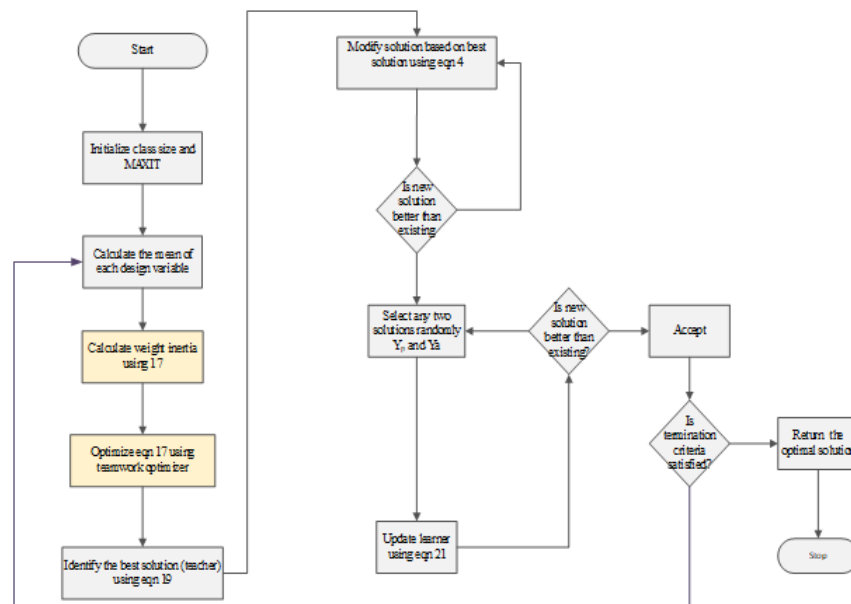 Start
Initialize class size and
MAXIT
Calculate the mean of
each design variable
Calculate weight inertia
using 17
Optimize eqn 17 using
teamwork optimizer
Identify the best solution (teacher)
using eqn 19
Modify solution based on best
solution using eqn 4
Is new
solution
better than
existing
Select any two
solutions randomly
Yₚ and Yà
Update learner
using eqn 21
Is new
solution
better than
existing?
Accept
Is
termination
criteria
satisfied?
Return the
optimal solution
Stop